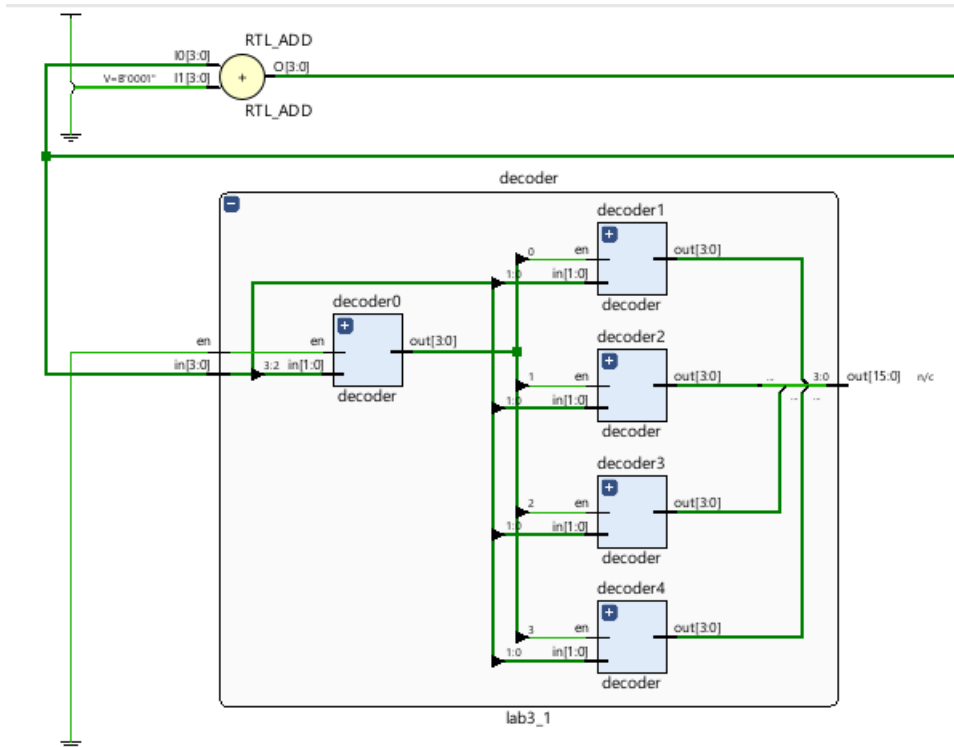 RTL_ADD
I0[3:0]
O[3:0]
V=B'0001" I1[3:0]
RTL_ADD
decoder
decoder1
0 en out[3:0]
1:0 in[1:0]
decoder
decoder0
en en out[3:0]
in[3:0] 3:2 in[1:0]
decoder
decoder2
1 en out[3:0] ... 3:0 out[15:0] n/c
1:0 in[1:0] ... ...
decoder
decoder3
2 en out[3:0]
1:0 in[1:0]
decoder
decoder4
3 en out[3:0]
1:0 in[1:0]
decoder
lab3_1